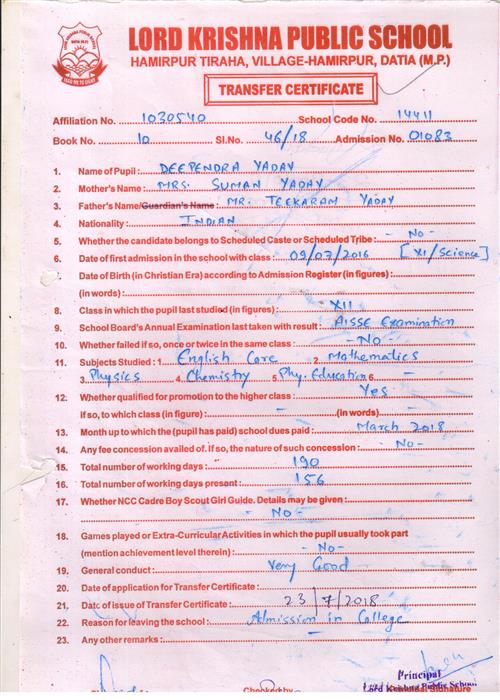 LORD KRISHNA PUBLIC SCHOOL
HAMIRPUR TIRAHA, VILLAGE-HAMIRPUR, DATIA (M.P.)
TRANSFER CERTIFICATE
Affiliation No. 1030540 School Code No. 14411
Book No. 10 Sl.No. 46/18 Admission No. 01083
1. Name of Pupil : DEEPENDRA YADAV
2. Mother's Name : MRS. SUMAN YADAV
3. Father's Name/Guardian's Name : MR. TEEKARAM YADAV
4. Nationality : INDIAN
5. Whether the candidate belongs to Scheduled Caste or Scheduled Tribe : - No -
6. Date of first admission in the school with class : 09/07/2016 [XI/Science]
7. Date of Birth (in Christian Era) according to Admission Register (in figures) :
(in words) :
8. Class in which the pupil last studied (in figures) : XII
9. School Board's Annual Examination last taken with result : AISSE Examination
10. Whether failed if so, once or twice in the same class : - No -
11. Subjects Studied : 1. English Core 2. Mathematics
3. Physics 4. Chemistry 5. Phy. Education 6. -
12. Whether qualified for promotion to the higher class : Yes
If so, to which class (in figure) : - (in words) -
13. Month up to which the (pupil has paid) school dues paid : March 2018
14. Any fee concession availed of. If so, the nature of such concession : - No -
15. Total number of working days : 190
16. Total number of working days present : 156
17. Whether NCC Cadre Boy Scout Girl Guide. Details may be given :
- No -
18. Games played or Extra-Curricular Activities in which the pupil usually took part
(mention achievement level therein) : - No -
19. General conduct : Very Good
20. Date of application for Transfer Certificate :
21. Date of issue of Transfer Certificate : 23/7/2018
22. Reason for leaving the school : Admission in College
23. Any other remarks :
Principal
Lord Krishna Public School
Checked by Signature